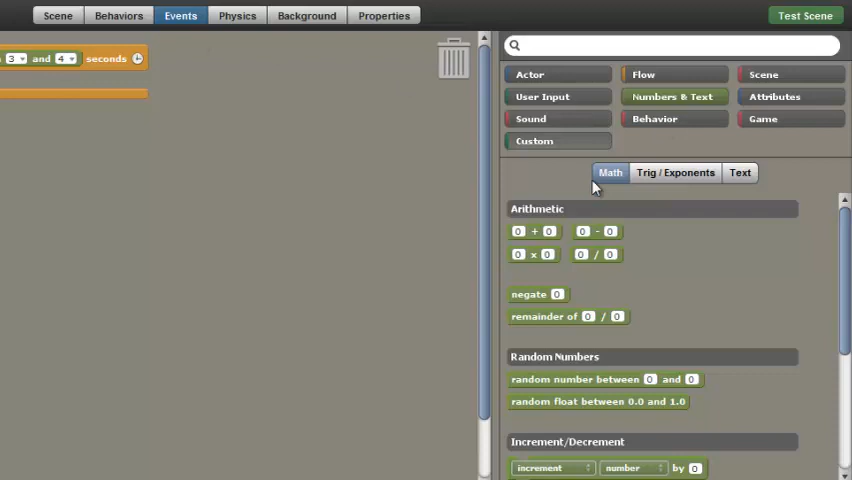 Scene Behaviors Events Physics Background Properties Test Scene
3 and 4 seconds
Actor Flow Scene
User Input Numbers & Text Attributes
Sound Behavior Game
Custom
Math Trig / Exponents Text
Arithmetic
0 + 0 0 - 0
0 x 0 0 / 0
negate 0
remainder of 0 / 0
Random Numbers
random number between 0 and 0
random float between 0.0 and 1.0
Increment/Decrement
increment number by 0